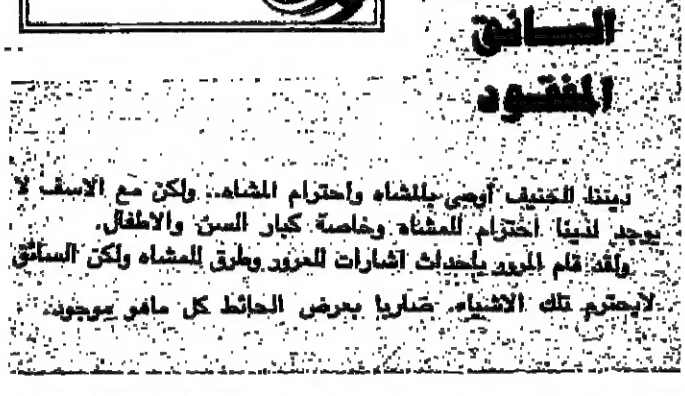 السائق
المفقود
ديننا الحنيف أوصى بالمشاه واحترام المشاه.. ولكن مع الاسف لا
يوجد لدينا احترام للمشاه وخاصة كبار السن والاطفال.
ولقد قام المرور باحداث اشارات للمرور وطرق للمشاه ولكن السائق
لايحترم تلك الاشياء. ضاربا بعرض الحائط كل ماهو موجود.